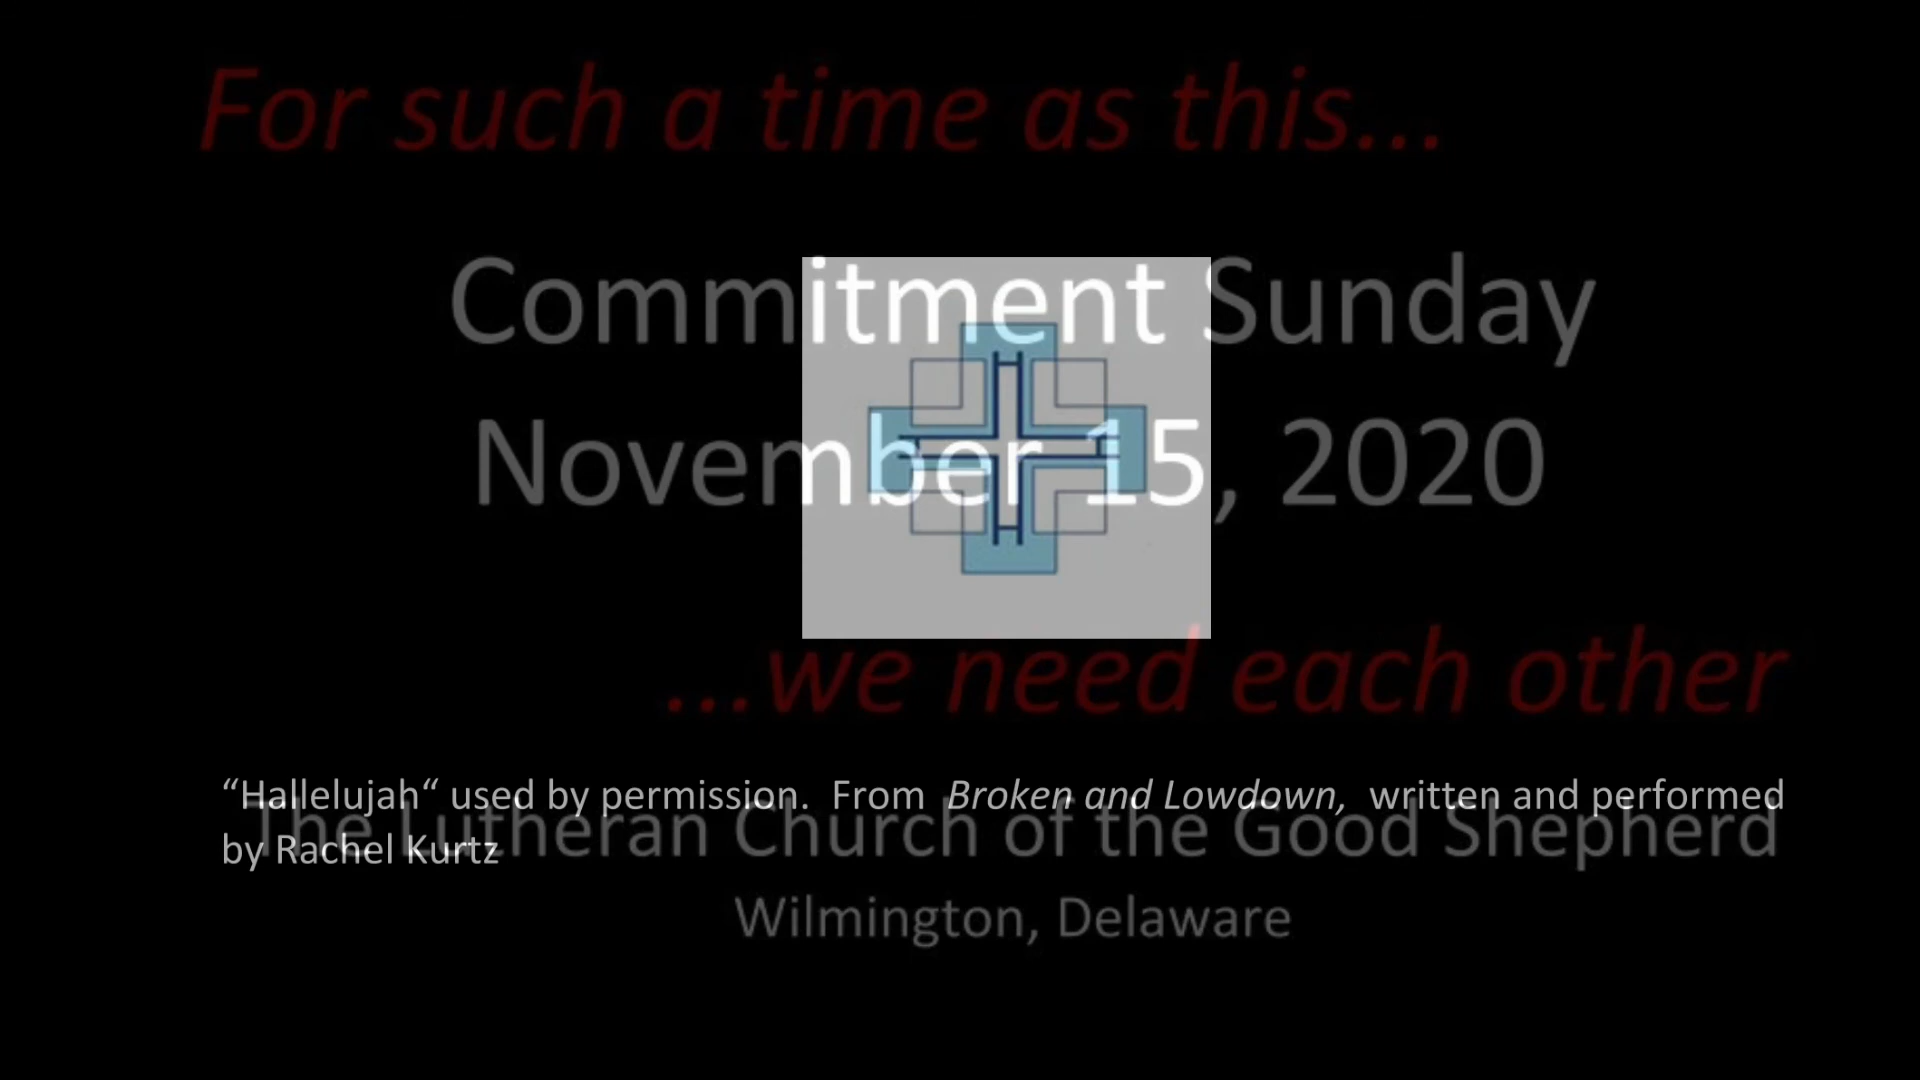 For such a time as this...
Commitment Sunday
November 15, 2020
...we need each other
“Hallelujah“ used by permission.  From  Broken and Lowdown,  written and performed
by Rachel Kurtz
The Lutheran Church of the Good Shepherd
Wilmington, Delaware